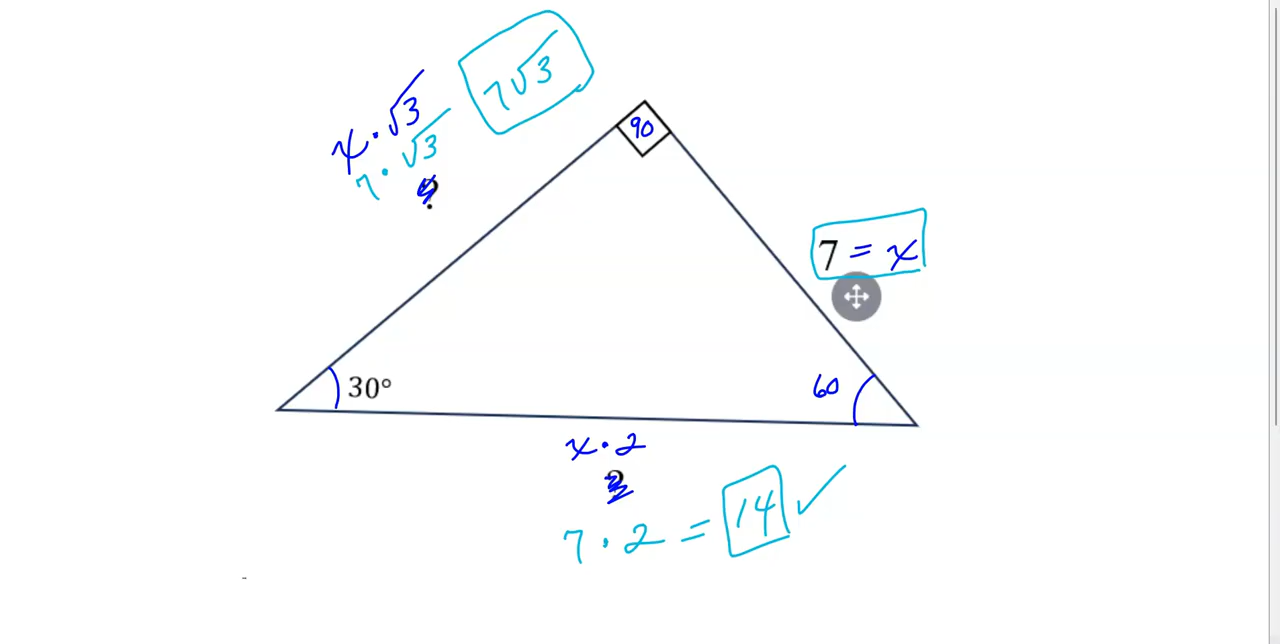 x · √3
7√3
7 · √3
90
7 = x
30°
60
x · 2
7 · 2 = 14 ✓